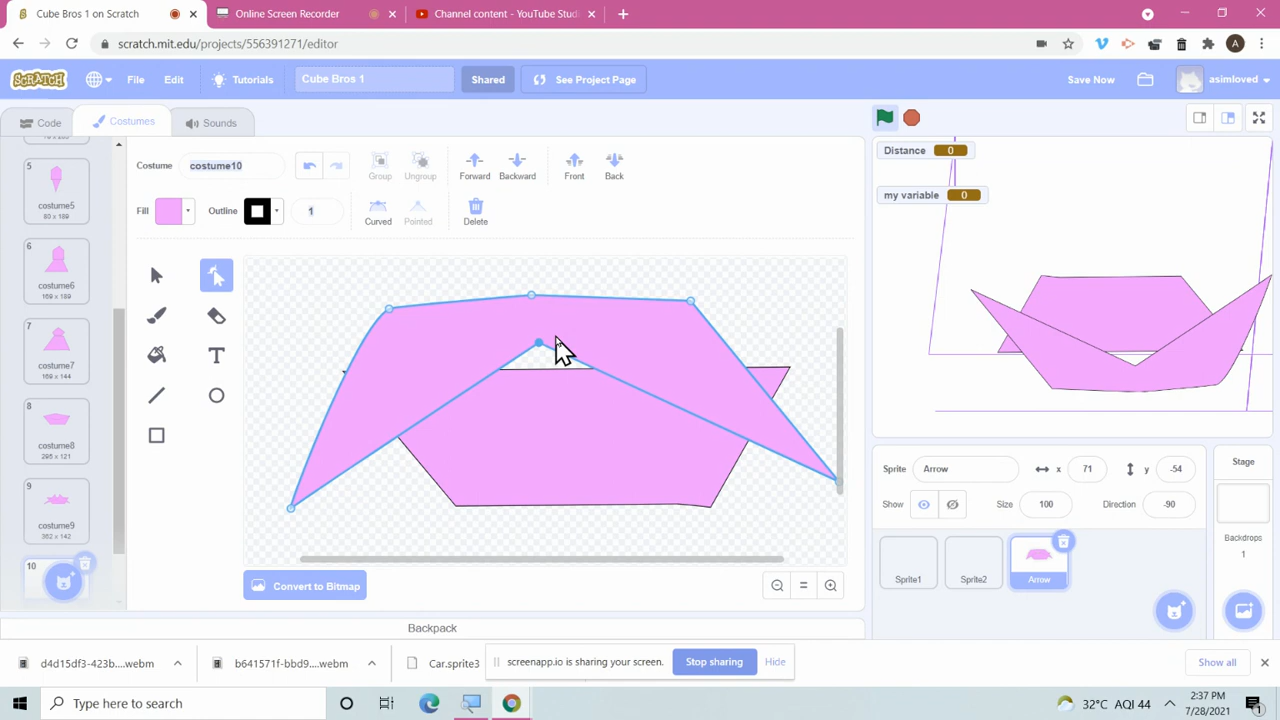 Cube Bros 1 on Scratch
Online Screen Recorder
Channel content - YouTube Studi
scratch.mit.edu/projects/556391271/editor
A
SCRATCH
File
Edit
Tutorials
Cube Bros 1
Shared
See Project Page
Save Now
asimloved
Code
Costumes
Sounds
Costume
costume10
Group
Ungroup
Forward
Backward
Front
Back
Fill
Outline
1
Curved
Pointed
Delete
5
costume5
80 x 189
6
costume6
169 x 189
7
costume7
168 x 144
8
costume8
295 x 121
9
costume9
362 x 142
10
T
Convert to Bitmap
Distance 0
my variable 0
Sprite
Arrow
x
71
y
-54
Show
Size
100
Direction
-90
Stage
Backdrops
1
Sprite1
Sprite2
Arrow
Backpack
d4d15df3-423b....webm
b641571f-bbd9....webm
Car.sprite3
screenapp.io is sharing your screen.
Stop sharing
Hide
Show all
Type here to search
32°C AQI 44
2:37 PM
7/28/2021
1